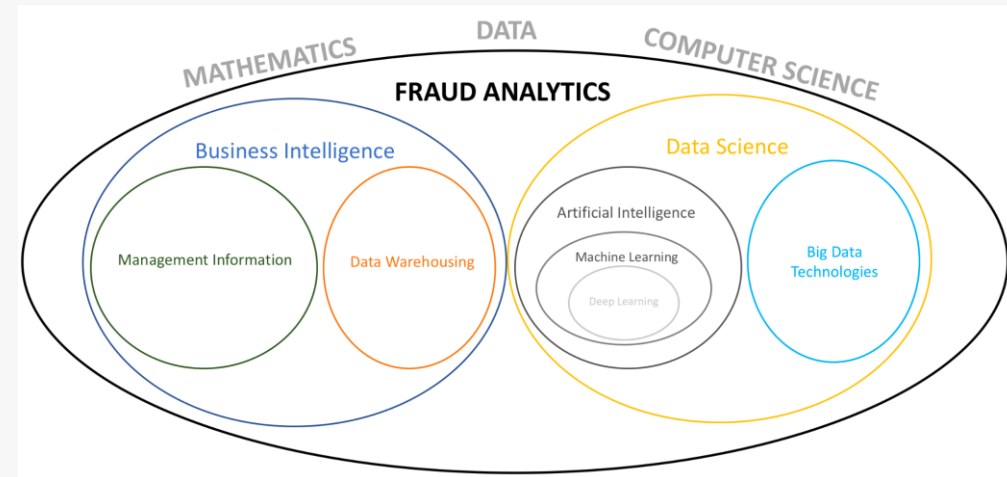 MATHEMATICS
DATA
COMPUTER SCIENCE
FRAUD ANALYTICS
Business Intelligence
Data Science
Management Information
Data Warehousing
Artificial Intelligence
Machine Learning
Deep Learning
Big Data
Technologies